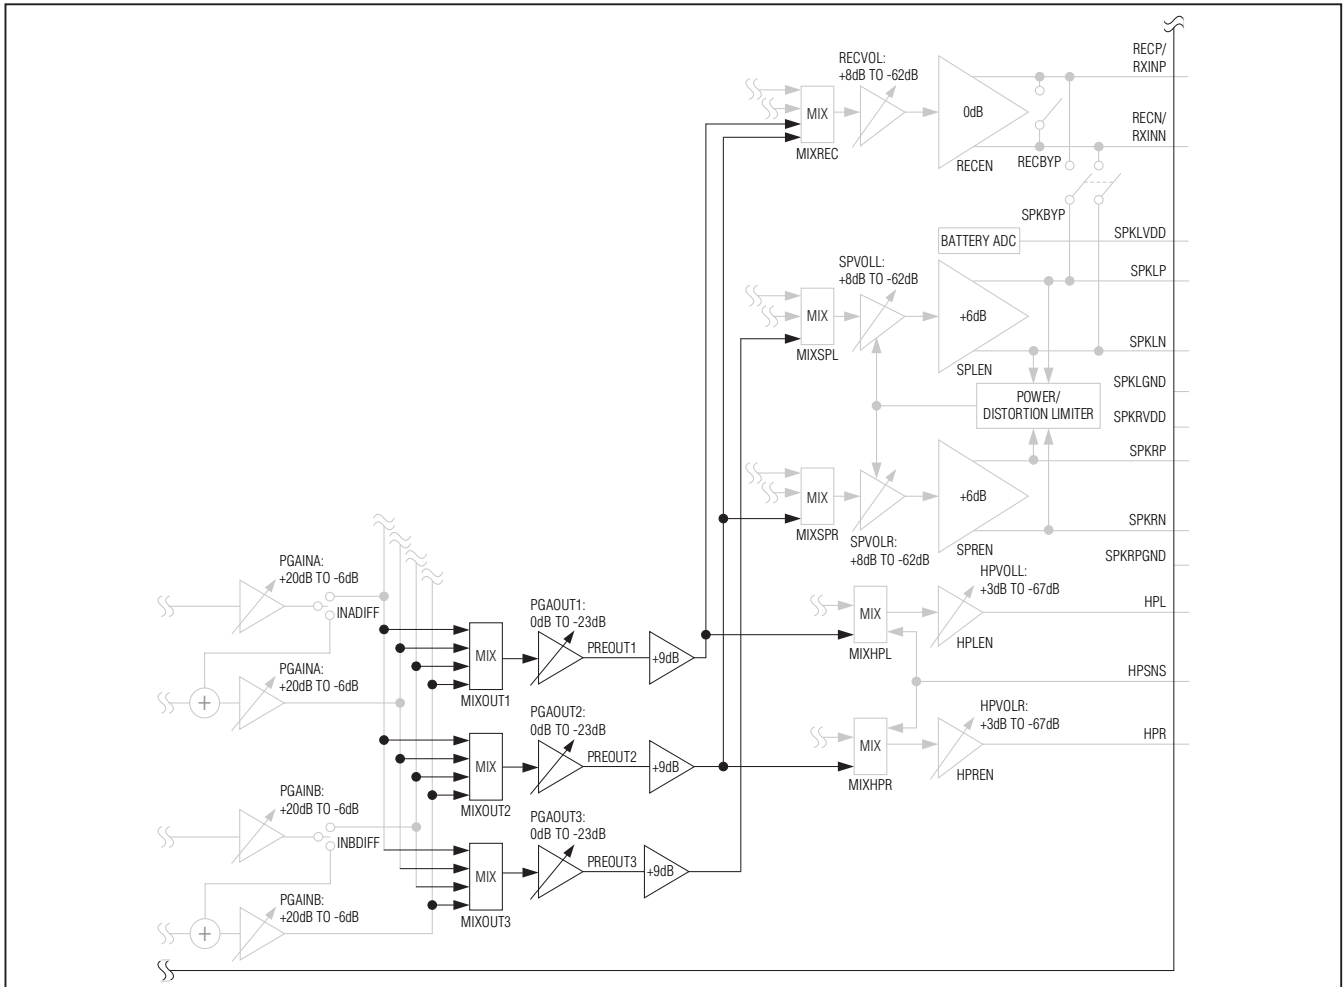 RECP/
RXINP
RECVOL:
+8dB TO -62dB
MIX
0dB
RECN/
RXINN
MIXREC
RECEN
RECBYP
SPKBYP
SPKLVDD
BATTERY ADC
SPVOLL:
+8dB TO -62dB
SPKLP
MIX
+6dB
SPKLN
MIXSPL
SPLEN
SPKLGND
POWER/
DISTORTION LIMITER
SPKRVDD
SPKRP
MIX
+6dB
SPKRN
MIXSPR
SPVOLR:
+8dB TO -62dB
SPREN
SPKRPGND
PGAINA:
+20dB TO -6dB
INADIFF
HPVOLL:
+3dB TO -67dB
HPL
PGAOUT1:
0dB TO -23dB
MIX
PREOUT1
+9dB
MIX
MIXHPL
HPLEN
PGAINA:
+20dB TO -6dB
+
MIXOUT1
HPSNS
PGAOUT2:
0dB TO -23dB
HPVOLR:
+3dB TO -67dB
HPR
MIX
PREOUT2
+9dB
MIX
MIXHPR
HPREN
MIXOUT2
PGAINB:
+20dB TO -6dB
INBDIFF
PGAOUT3:
0dB TO -23dB
MIX
PREOUT3
+9dB
PGAINB:
+20dB TO -6dB
+
MIXOUT3